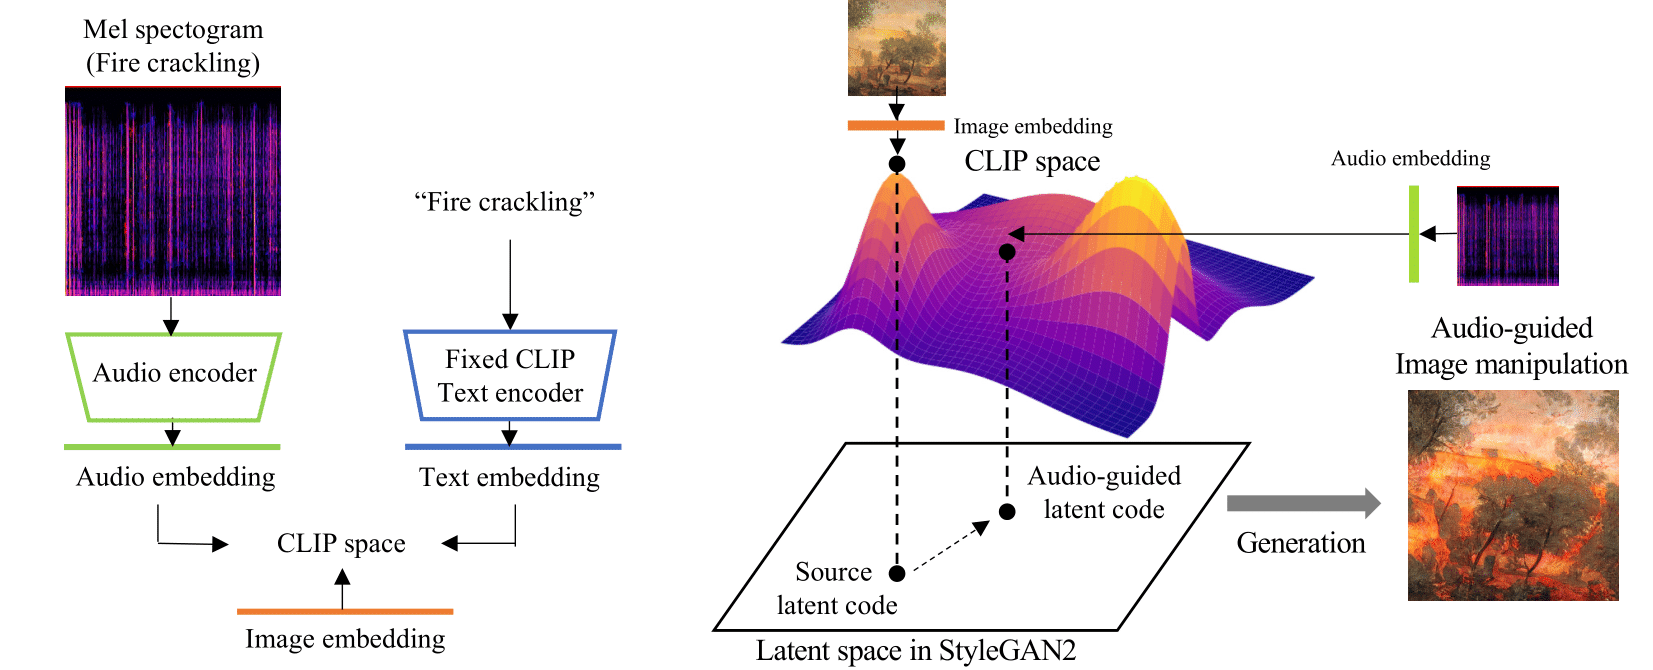 Mel spectogram
(Fire crackling)
“Fire crackling”
Audio encoder
Fixed CLIP
Text encoder
Audio embedding
Text embedding
CLIP space
Image embedding
Image embedding
CLIP space
Audio embedding
Audio-guided
Image manipulation
Audio-guided
latent code
Source
latent code
Generation
Latent space in StyleGAN2